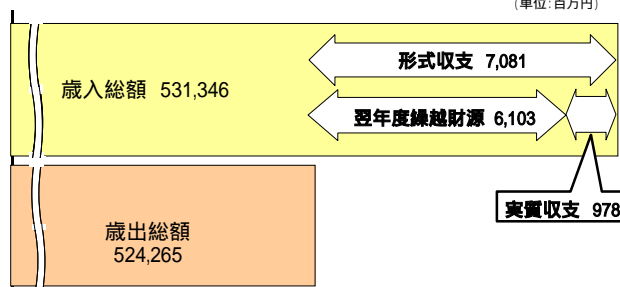 (単位:百万円)
形式収支 7,081
歳入総額 531,346
翌年度繰越財源 6,103
実質収支 978
歳出総額
524,265